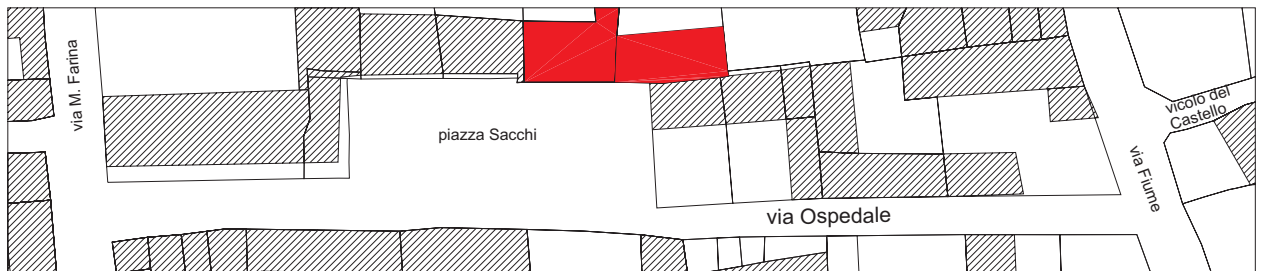 via M. Farina
piazza Sacchi
via Ospedale
via Fiume
vicolo del
Castello